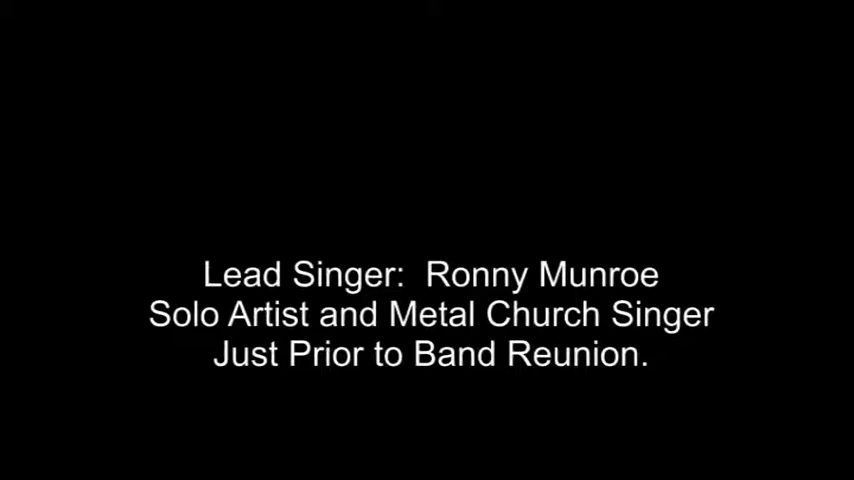 Lead Singer:  Ronny Munroe
Solo Artist and Metal Church Singer
Just Prior to Band Reunion.